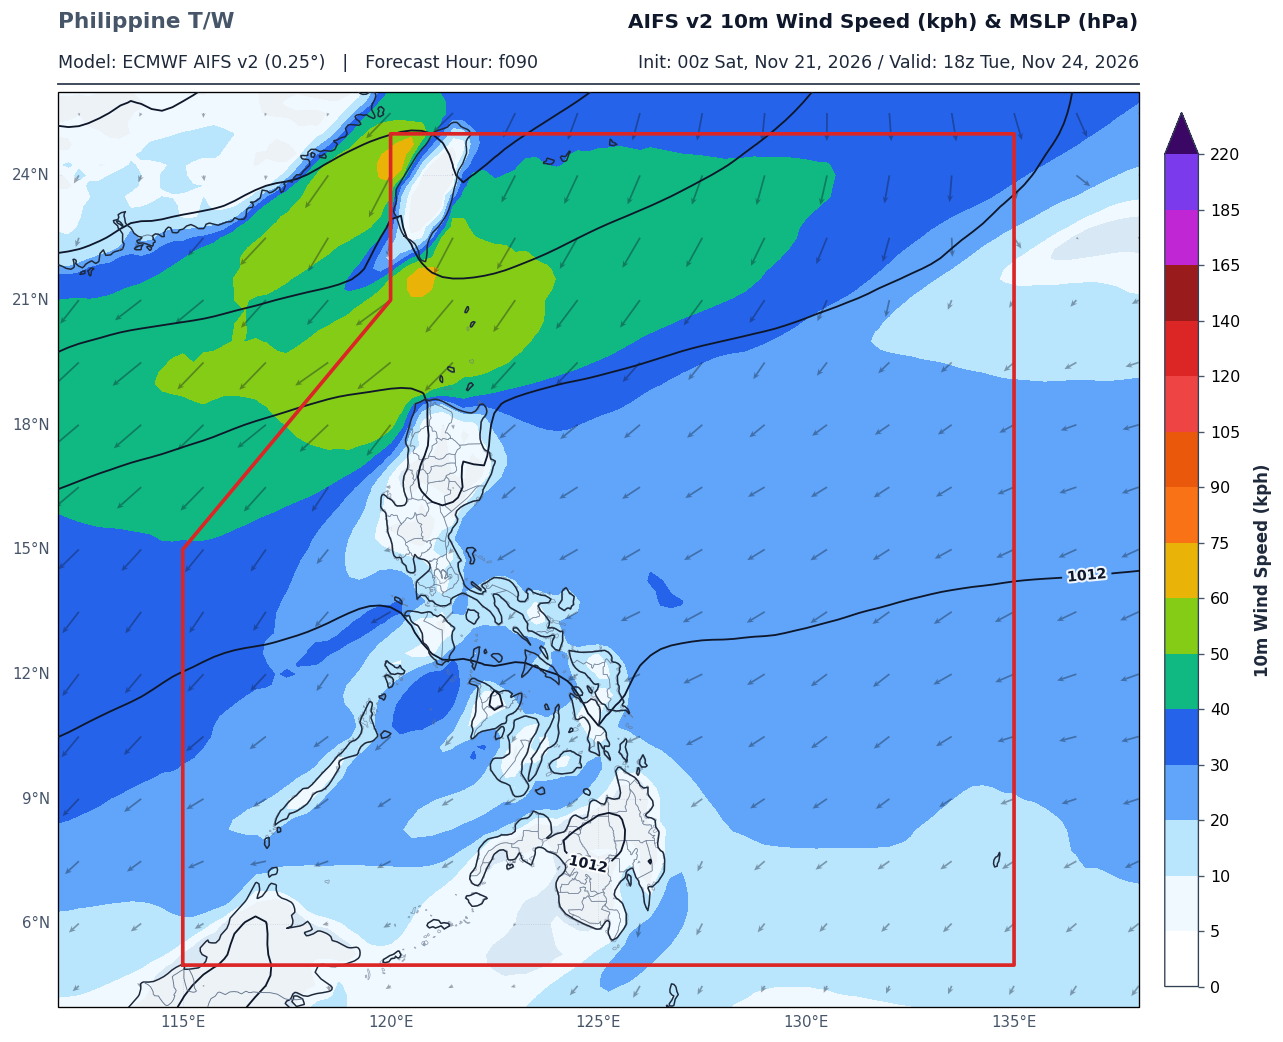 Philippine T/W
AIFS v2 10m Wind Speed (kph) & MSLP (hPa)
Model: ECMWF AIFS v2 (0.25°) | Forecast Hour: f090
Init: 00z Sat, Nov 21, 2026 / Valid: 18z Tue, Nov 24, 2026
24°N
21°N
18°N
15°N
12°N
9°N
6°N
115°E
120°E
125°E
130°E
135°E
1012
1012
220
185
165
140
120
105
90
75
60
50
40
30
20
10
5
0
10m Wind Speed (kph)